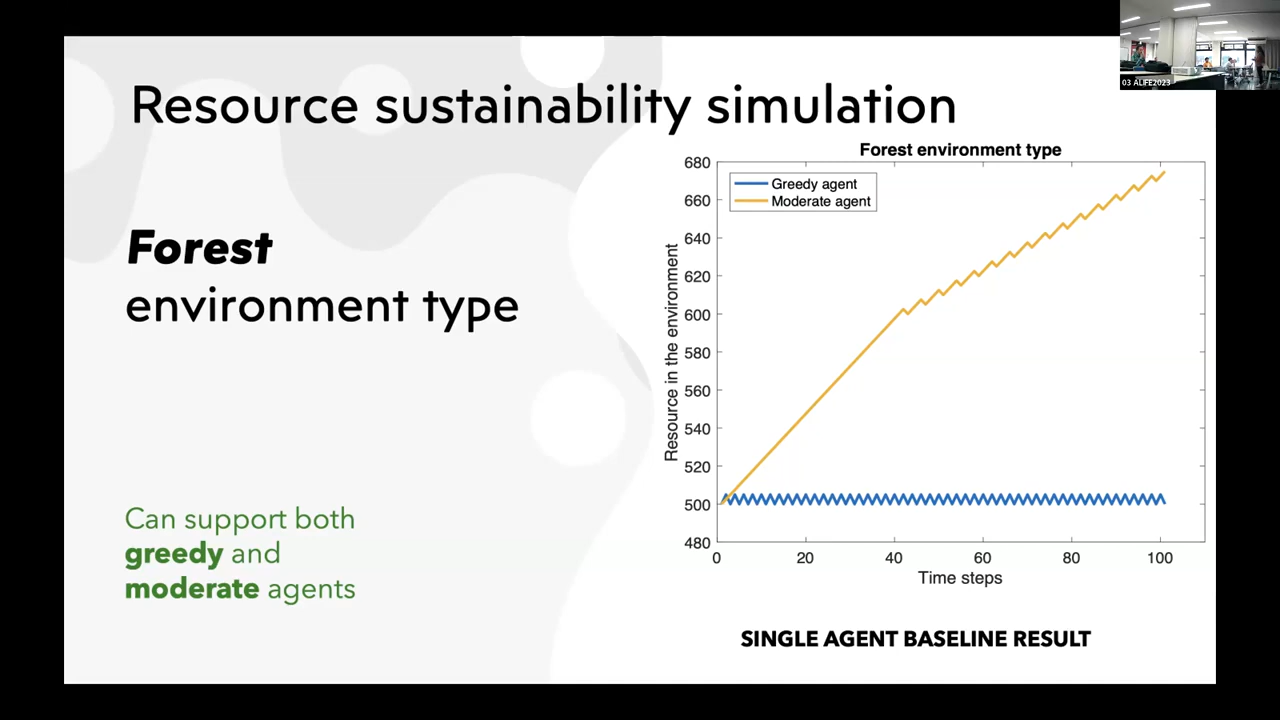 Resource sustainability simulation
Forest
environment type
Can support both
greedy and
moderate agents
Forest environment type
Greedy agent
Moderate agent
Resource in the environment
680
660
640
620
600
580
560
540
520
500
480
0 20 40 60 80 100
Time steps
SINGLE AGENT BASELINE RESULT
03 ALIFE2023